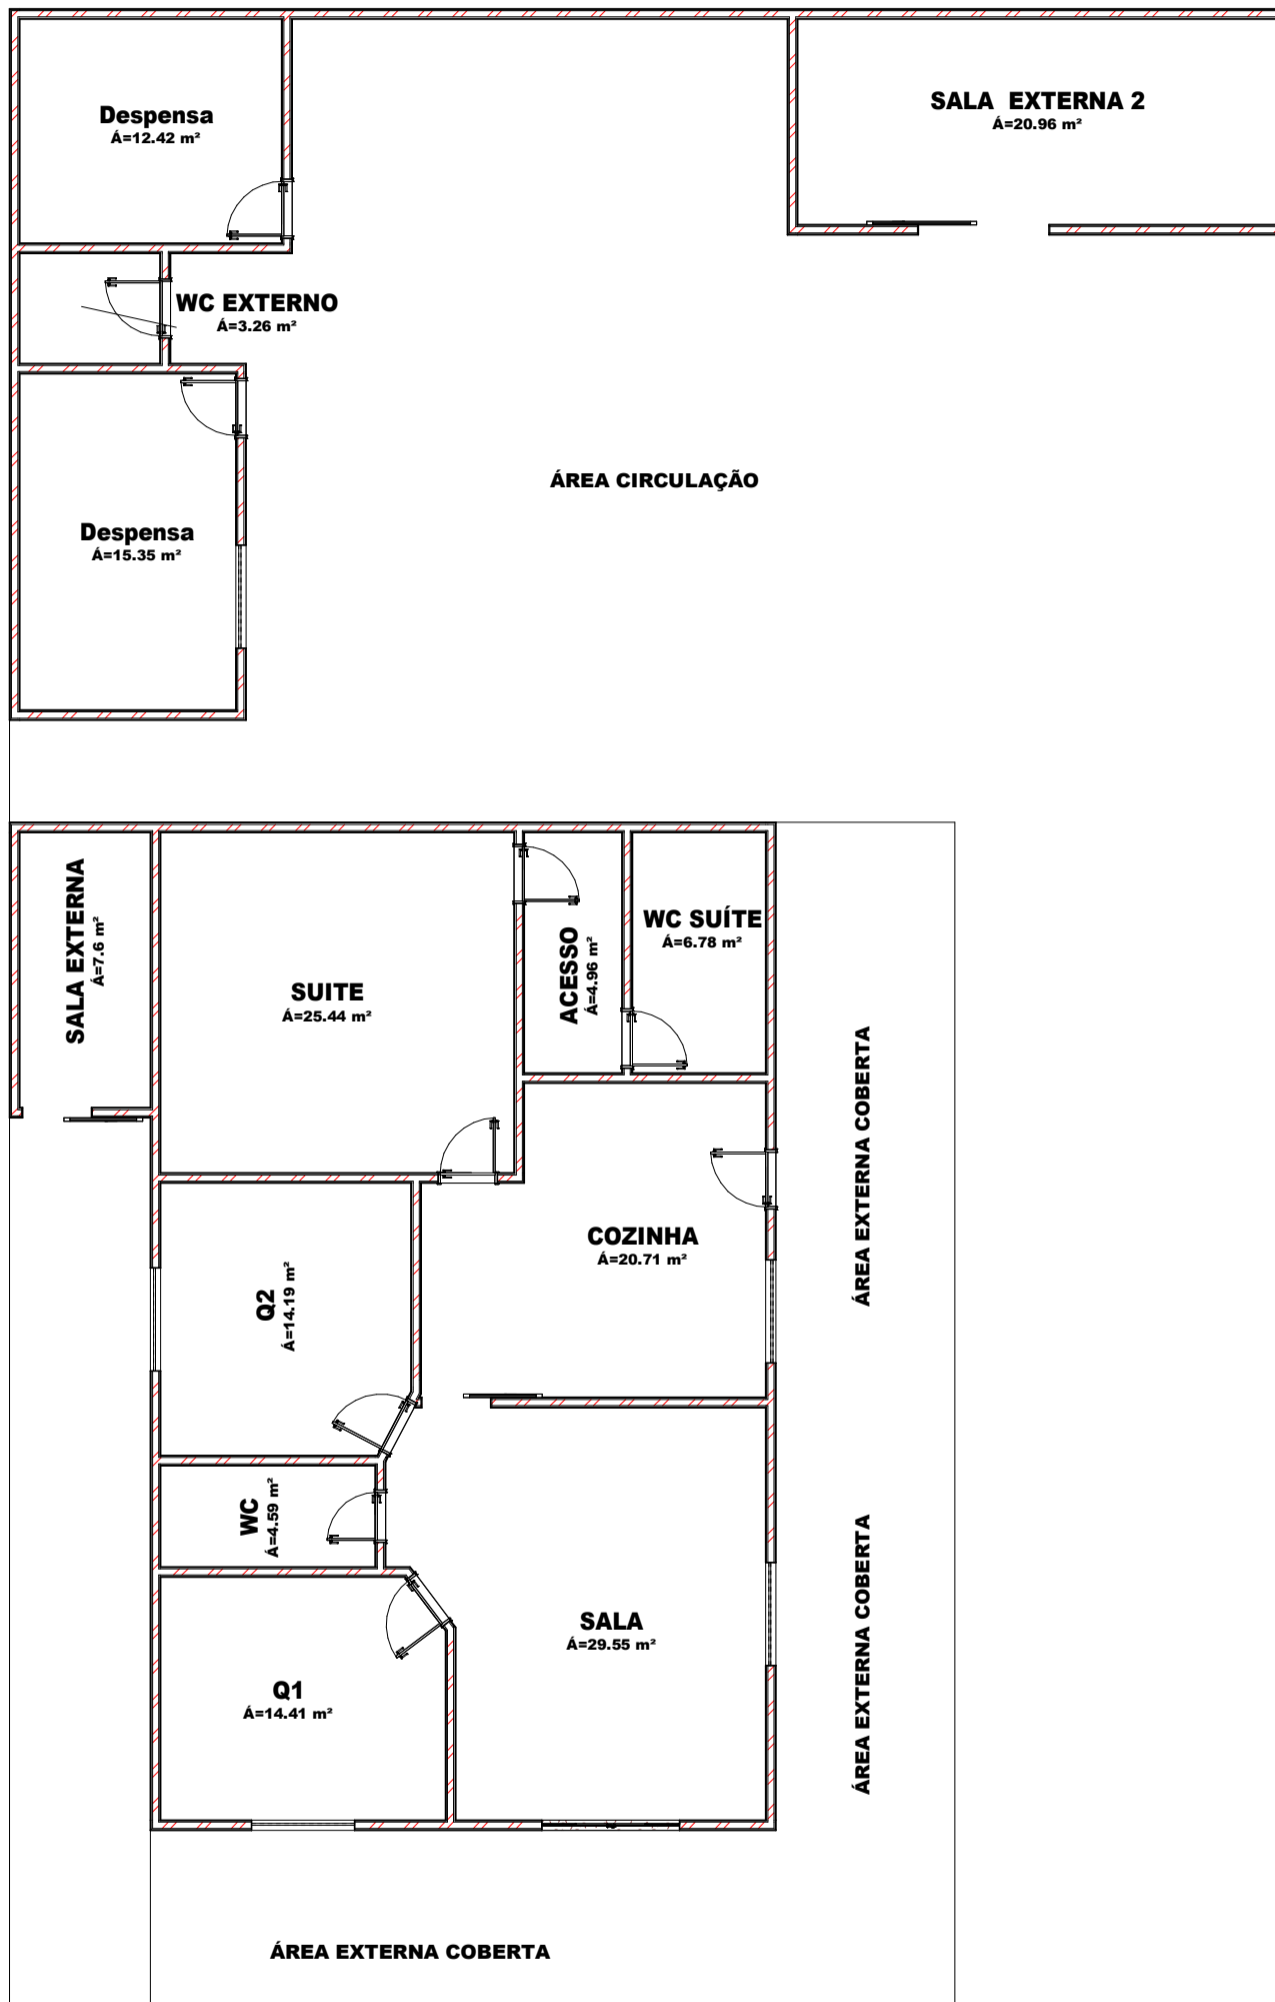 Despensa
Á=12.42 m²
SALA EXTERNA 2
Á=20.96 m²
WC EXTERNO
Á=3.26 m²
ÁREA CIRCULAÇÃO
Despensa
Á=15.35 m²
SALA EXTERNA
Á=7.6 m²
SUITE
Á=25.44 m²
ACESSO
Á=4.96 m²
WC SUÍTE
Á=6.78 m²
ÁREA EXTERNA COBERTA
COZINHA
Á=20.71 m²
Q2
Á=14.19 m²
WC
Á=4.59 m²
SALA
Á=29.55 m²
ÁREA EXTERNA COBERTA
Q1
Á=14.41 m²
ÁREA EXTERNA COBERTA